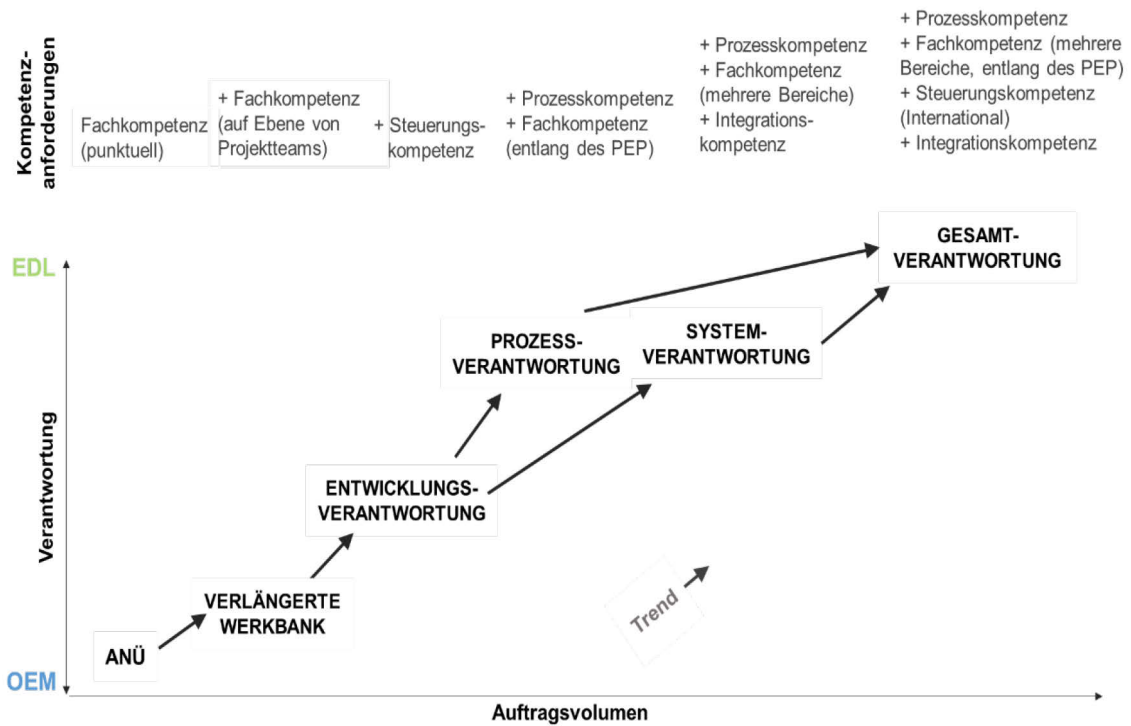 Kompetenz-
anforderungen
Fachkompetenz
(punktuell)
+ Fachkompetenz
(auf Ebene von
Projektteams)
+ Steuerungs-
kompetenz
+ Prozesskompetenz
+ Fachkompetenz
(entlang des PEP)
+ Prozesskompetenz
+ Fachkompetenz
(mehrere Bereiche)
+ Integrations-
kompetenz
+ Prozesskompetenz
+ Fachkompetenz (mehrere
Bereiche, entlang des PEP)
+ Steuerungskompetenz
(International)
+ Integrationskompetenz
EDL
Verantwortung
OEM
GESAMT-
VERANTWORTUNG
PROZESS-
VERANTWORTUNG
SYSTEM-
VERANTWORTUNG
ENTWICKLUNGS-
VERANTWORTUNG
VERLÄNGERTE
WERKBANK
ANÜ
Trend
Auftragsvolumen